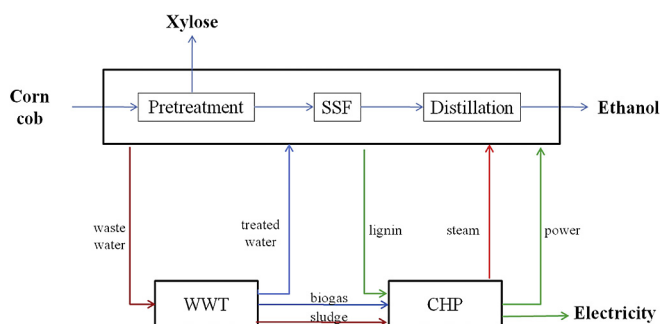 Xylose
Corn
cob
Pretreatment
SSF
Distillation
Ethanol
waste
water
treated
water
lignin
steam
power
WWT
biogas
sludge
CHP
Electricity